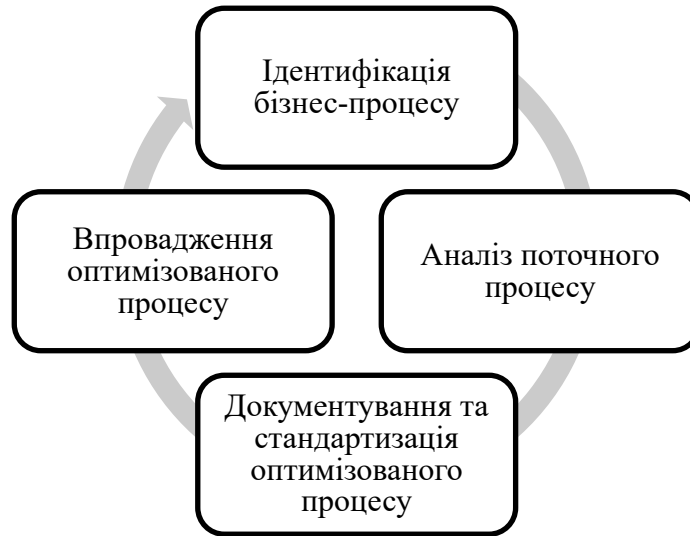 Ідентифікація
бізнес-процесу
Впровадження
оптимізованого
процесу
Аналіз поточного
процесу
Документування та
стандартизація
оптимізованого
процесу